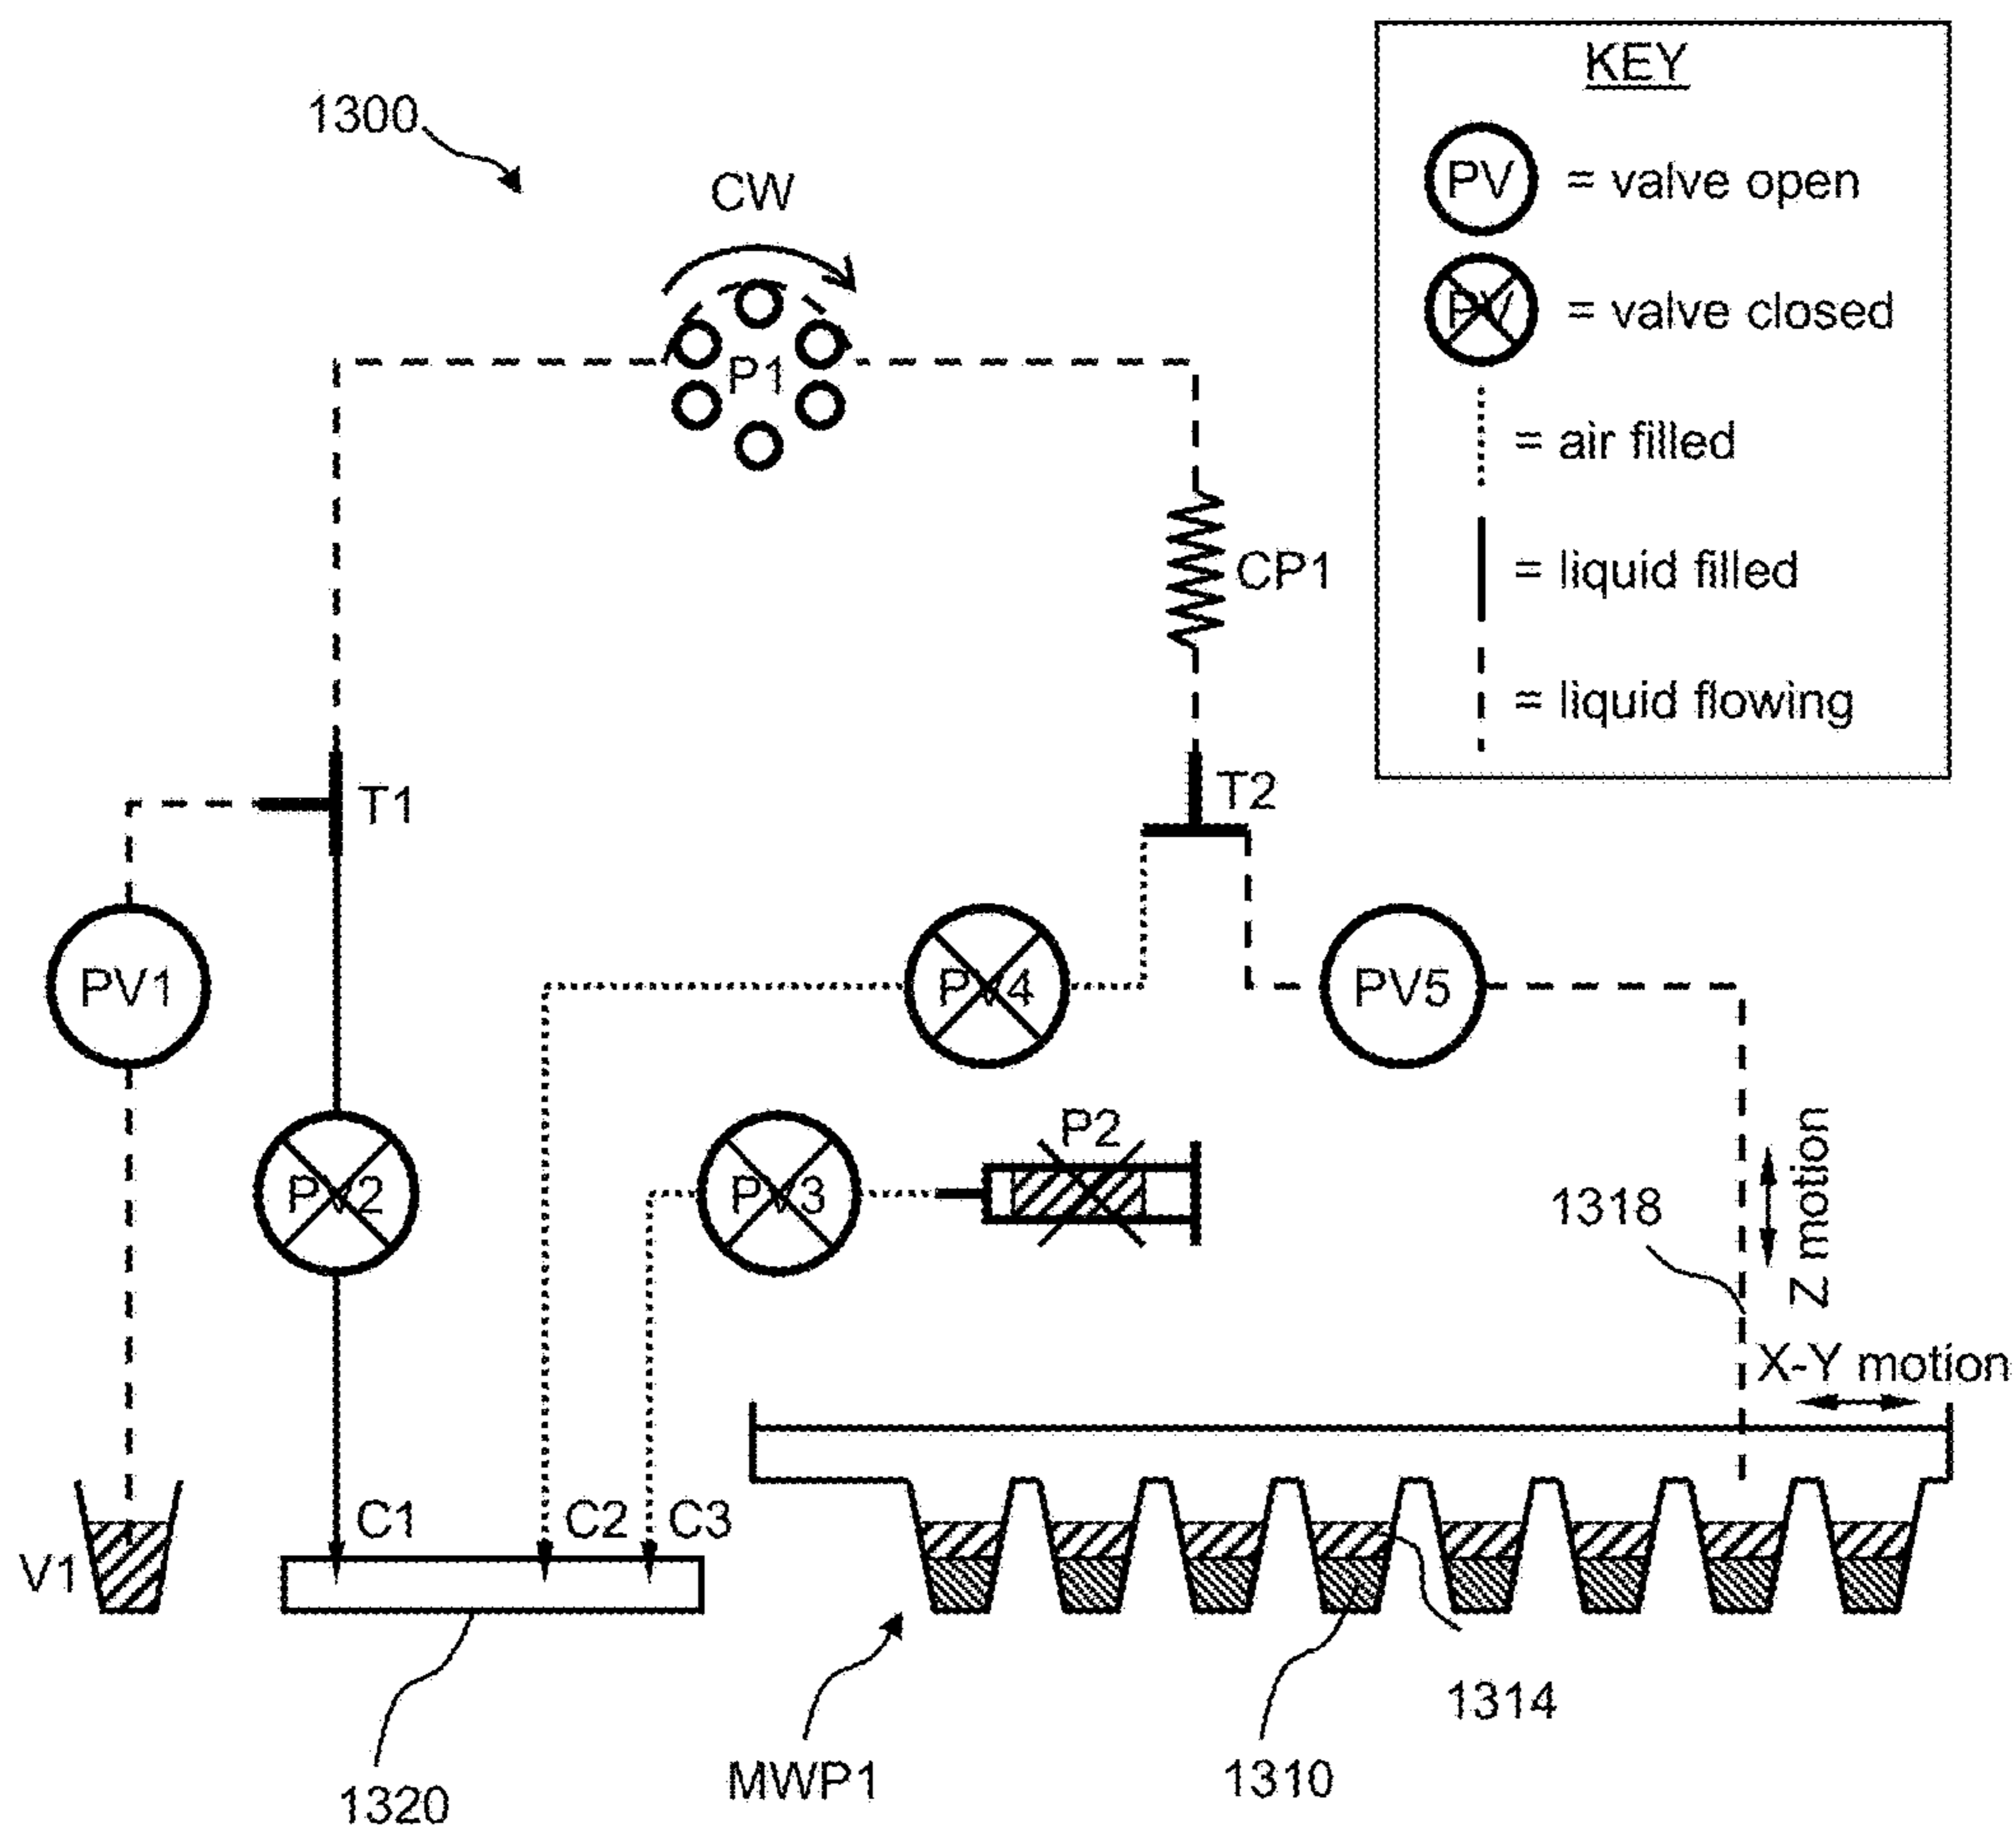 KEY
PV = valve open
PV = valve closed
= air filled
= liquid filled
= liquid flowing
1300
CW
P1
CP1
T1
T2
PV1
PV4
PV5
P2
PV2
PV3
1318
Z motion
X-Y motion
C1
C2
C3
V1
1314
1310
MWP1
1320